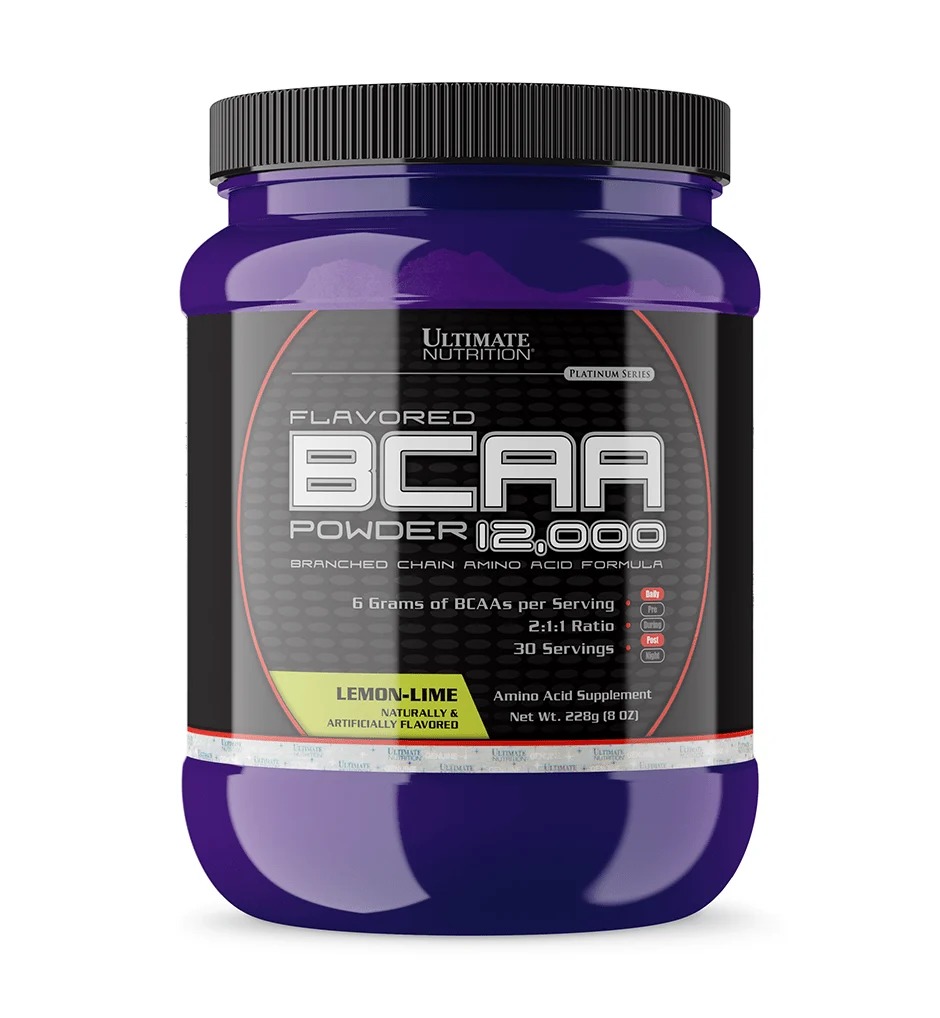 ULTIMATE
NUTRITION®
PLATINUM SERIES
FLAVORED
BCAA
POWDER 12,000
BRANCHED CHAIN AMINO ACID FORMULA
6 Grams of BCAAs per Serving
2:1:1 Ratio
30 Servings
Daily
Pre
During
Post
Night
LEMON-LIME
NATURALLY &
ARTIFICIALLY FLAVORED
Amino Acid Supplement
Net Wt. 228g (8 OZ)
ULTIMATE
NUTRITION